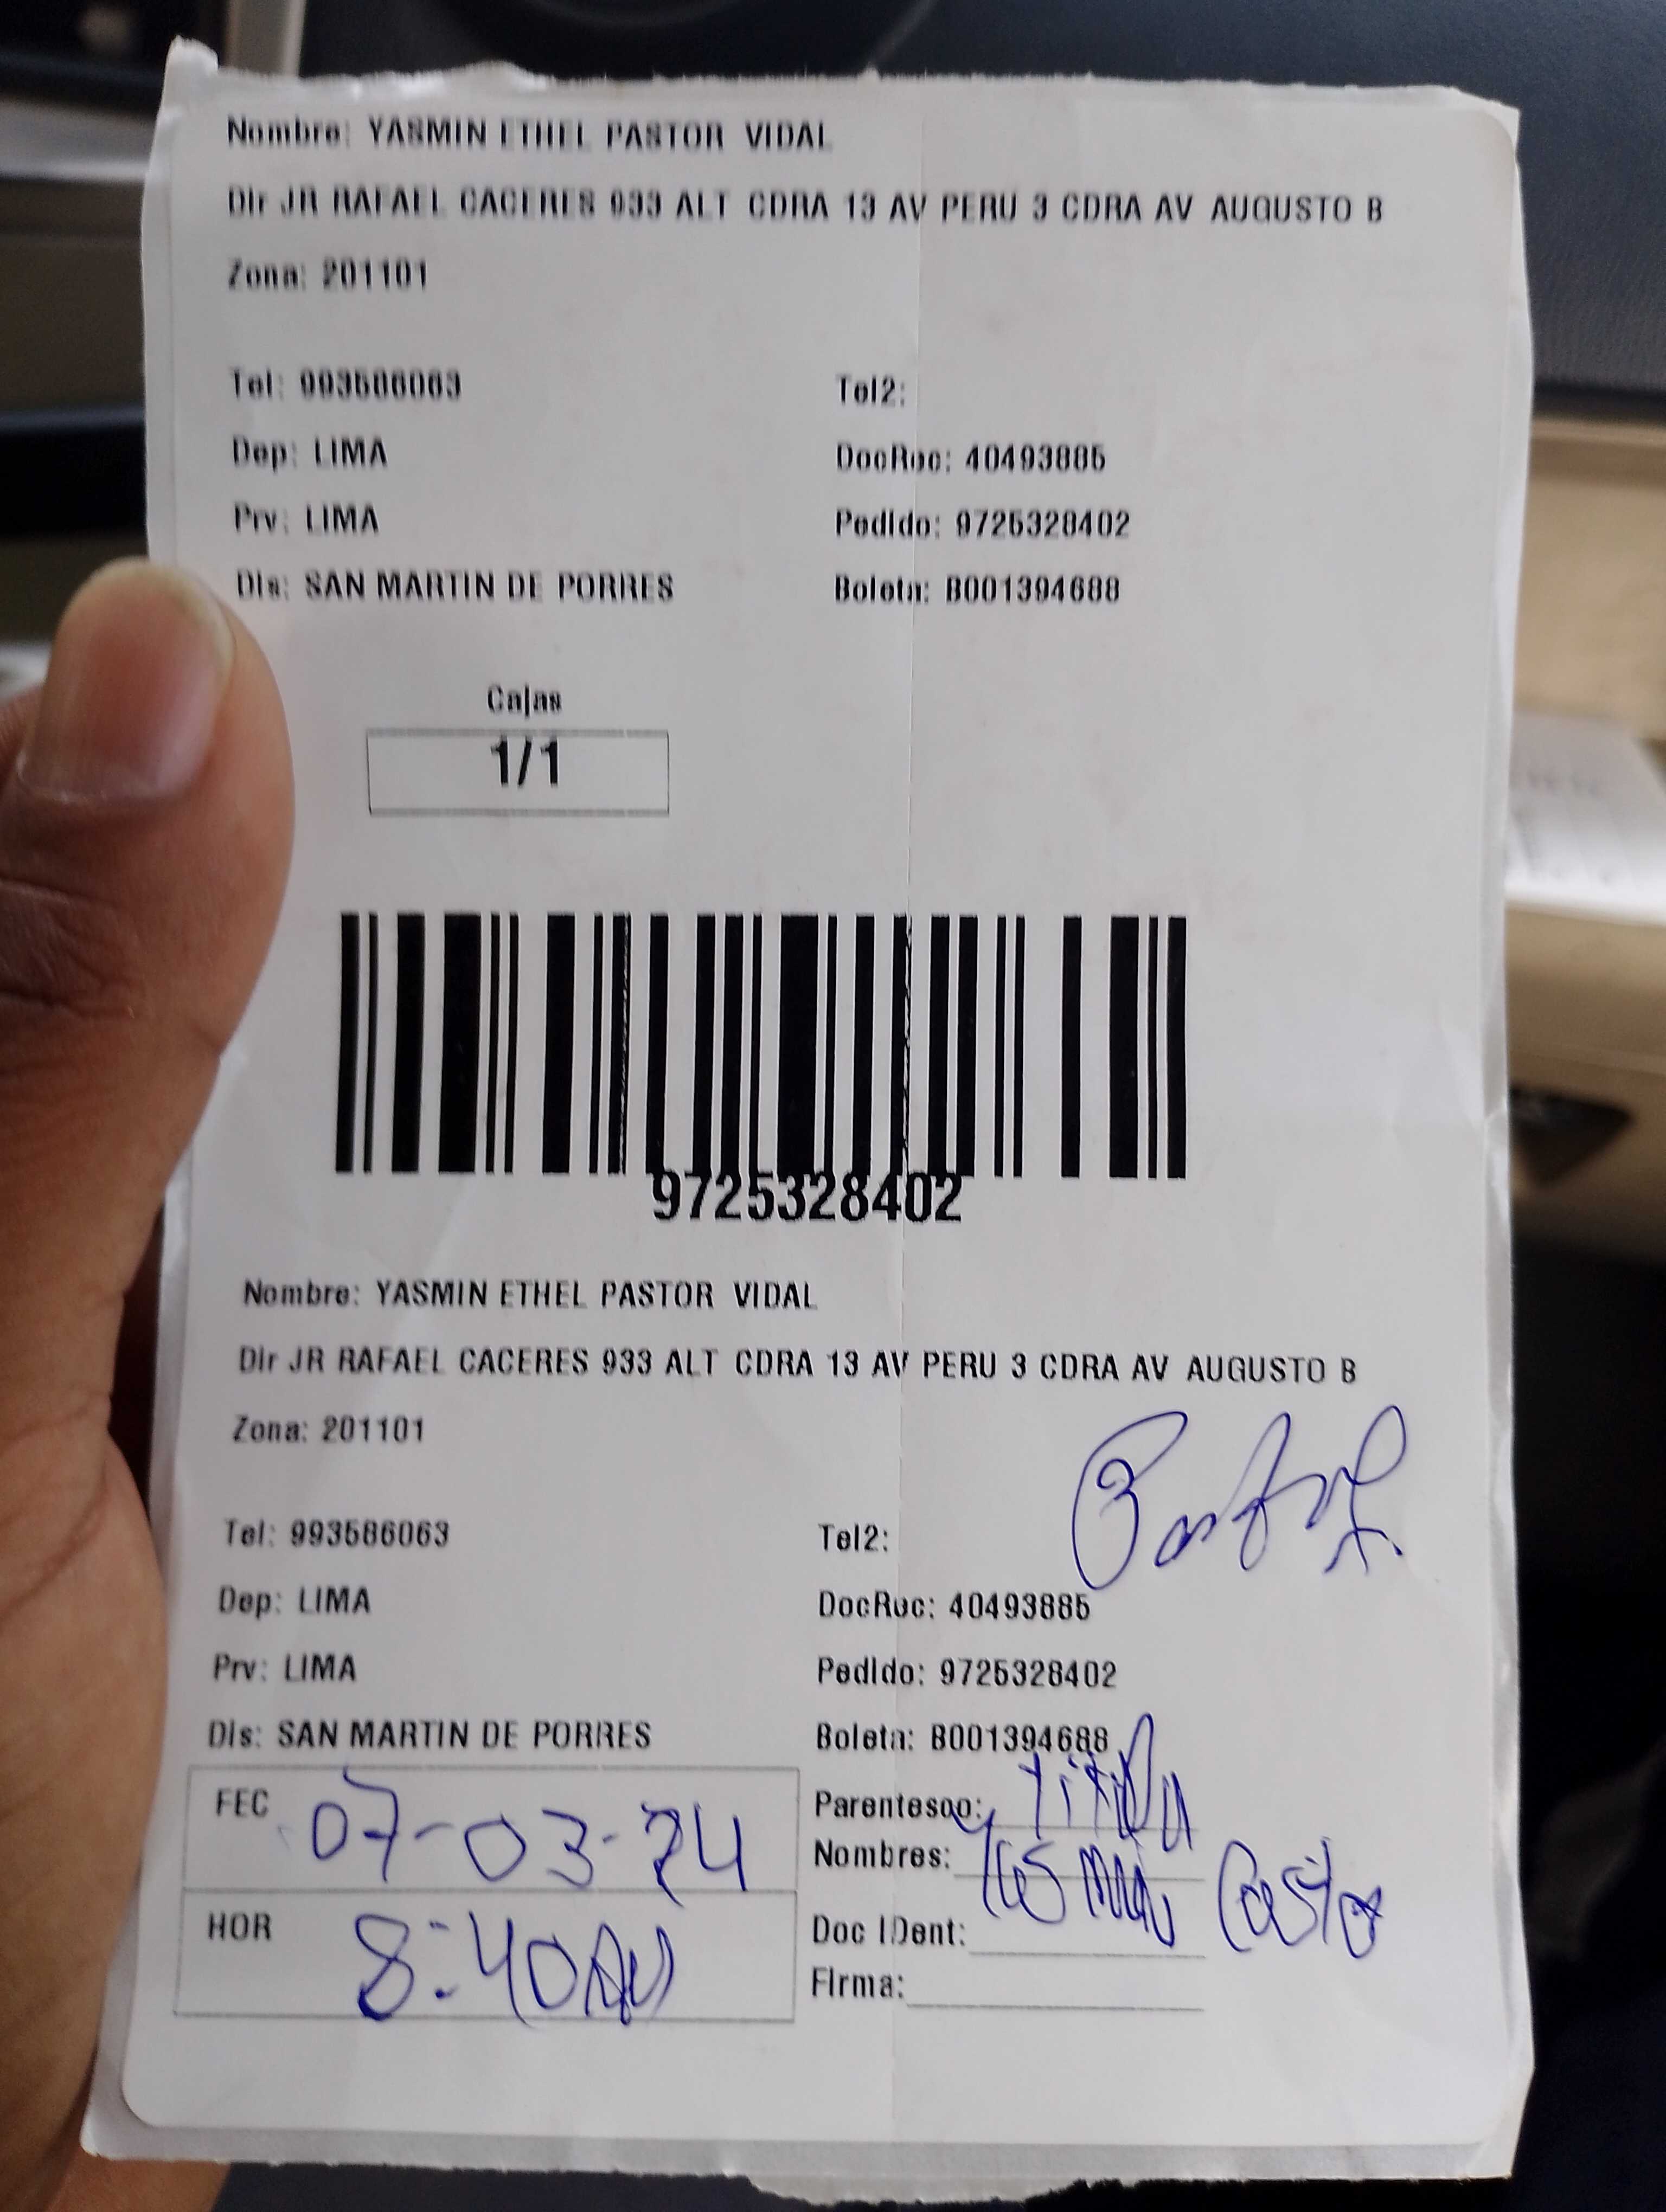 Nombre: YASMIN ETHEL PASTOR VIDAL
Dir JR RAFAEL CACERES 933 ALT CDRA 13 AV PERU 3 CDRA AV AUGUSTO B
Zona: 201101
Tel: 993586063 Tel2:
Dep: LIMA DocRec: 40493885
Prv: LIMA Pedido: 9725328402
Dis: SAN MARTIN DE PORRES Boleta: B001394688
Cajas
1/1
9725328402
Nombre: YASMIN ETHEL PASTOR VIDAL
Dir JR RAFAEL CACERES 933 ALT CDRA 13 AV PERU 3 CDRA AV AUGUSTO B
Zona: 201101
Tel: 993586063 Tel2:
Dep: LIMA DocRec: 40493885
Prv: LIMA Pedido: 9725328402
Dis: SAN MARTIN DE PORRES Boleta: B001394688
FEC 07-03-24 Parentesco:
Nombres: Yasmin
HOR 8:40AM Doc IDent:
Firma: